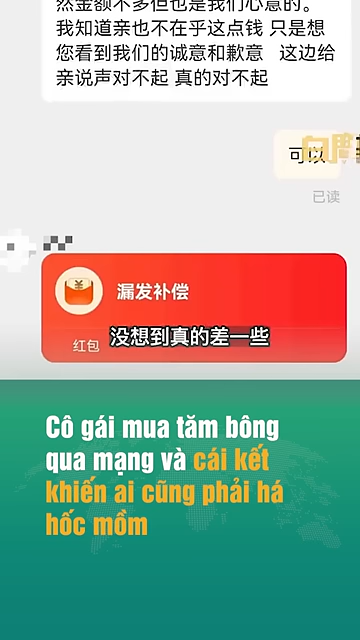 然金额不多但也是我们心意的。
我知道亲也不在乎这点钱 只是想
您看到我们的诚意和歉意 这边给
亲说声对不起 真的对不起
可以
已读
漏发补偿
红包
没想到真的差一些
Cô gái mua tăm bông
qua mạng và cái kết
khiến ai cũng phải há
hốc mồm